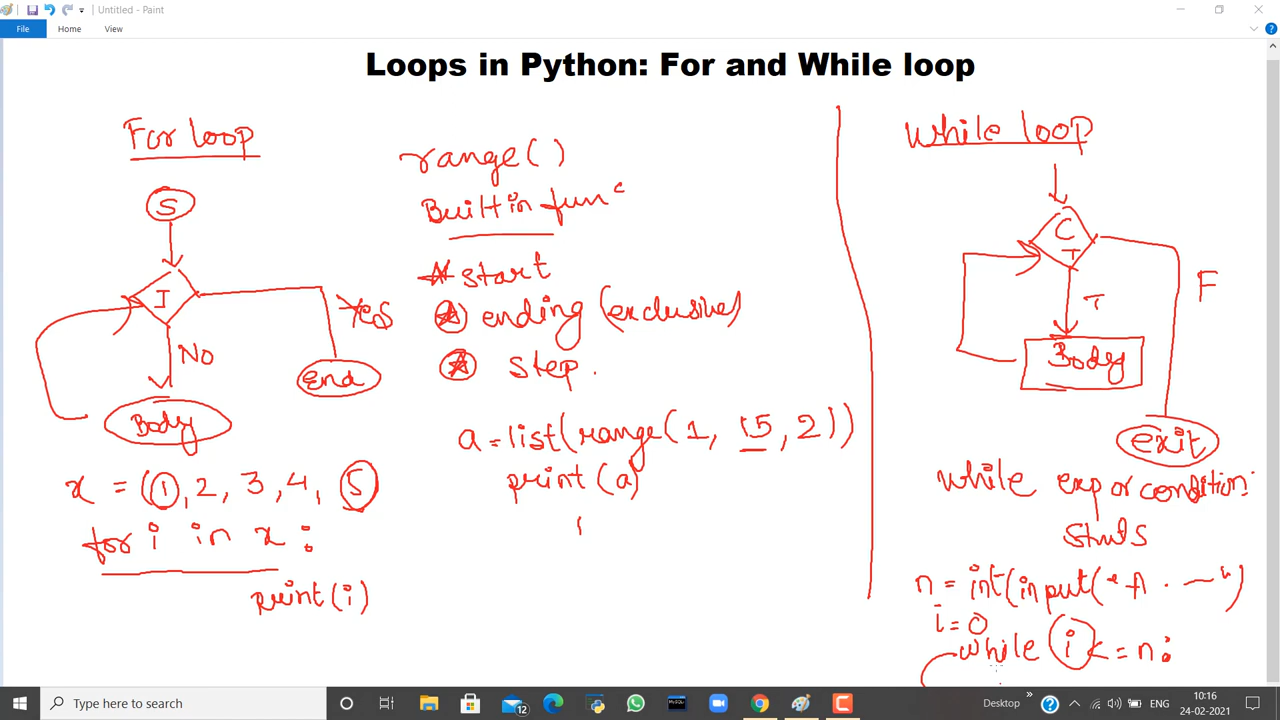 Untitled - Paint
File Home View
Loops in Python: For and While loop
For loop
S
I
Yes
No
End
Body
x = (1, 2, 3, 4, 5
for i in x :
print(i)
range( )
Builtin func
start
ending (exclusive)
step .
a = list(range(1, 15, 2))
print(a)
(
While loop
C
T
T
F
Body
exit
while exp or condition:
Stmts
n = int(input("
i = 0
while i <= n:
Type here to search
12
MySQL
Desktop
»
ENG
10:16
24-02-2021